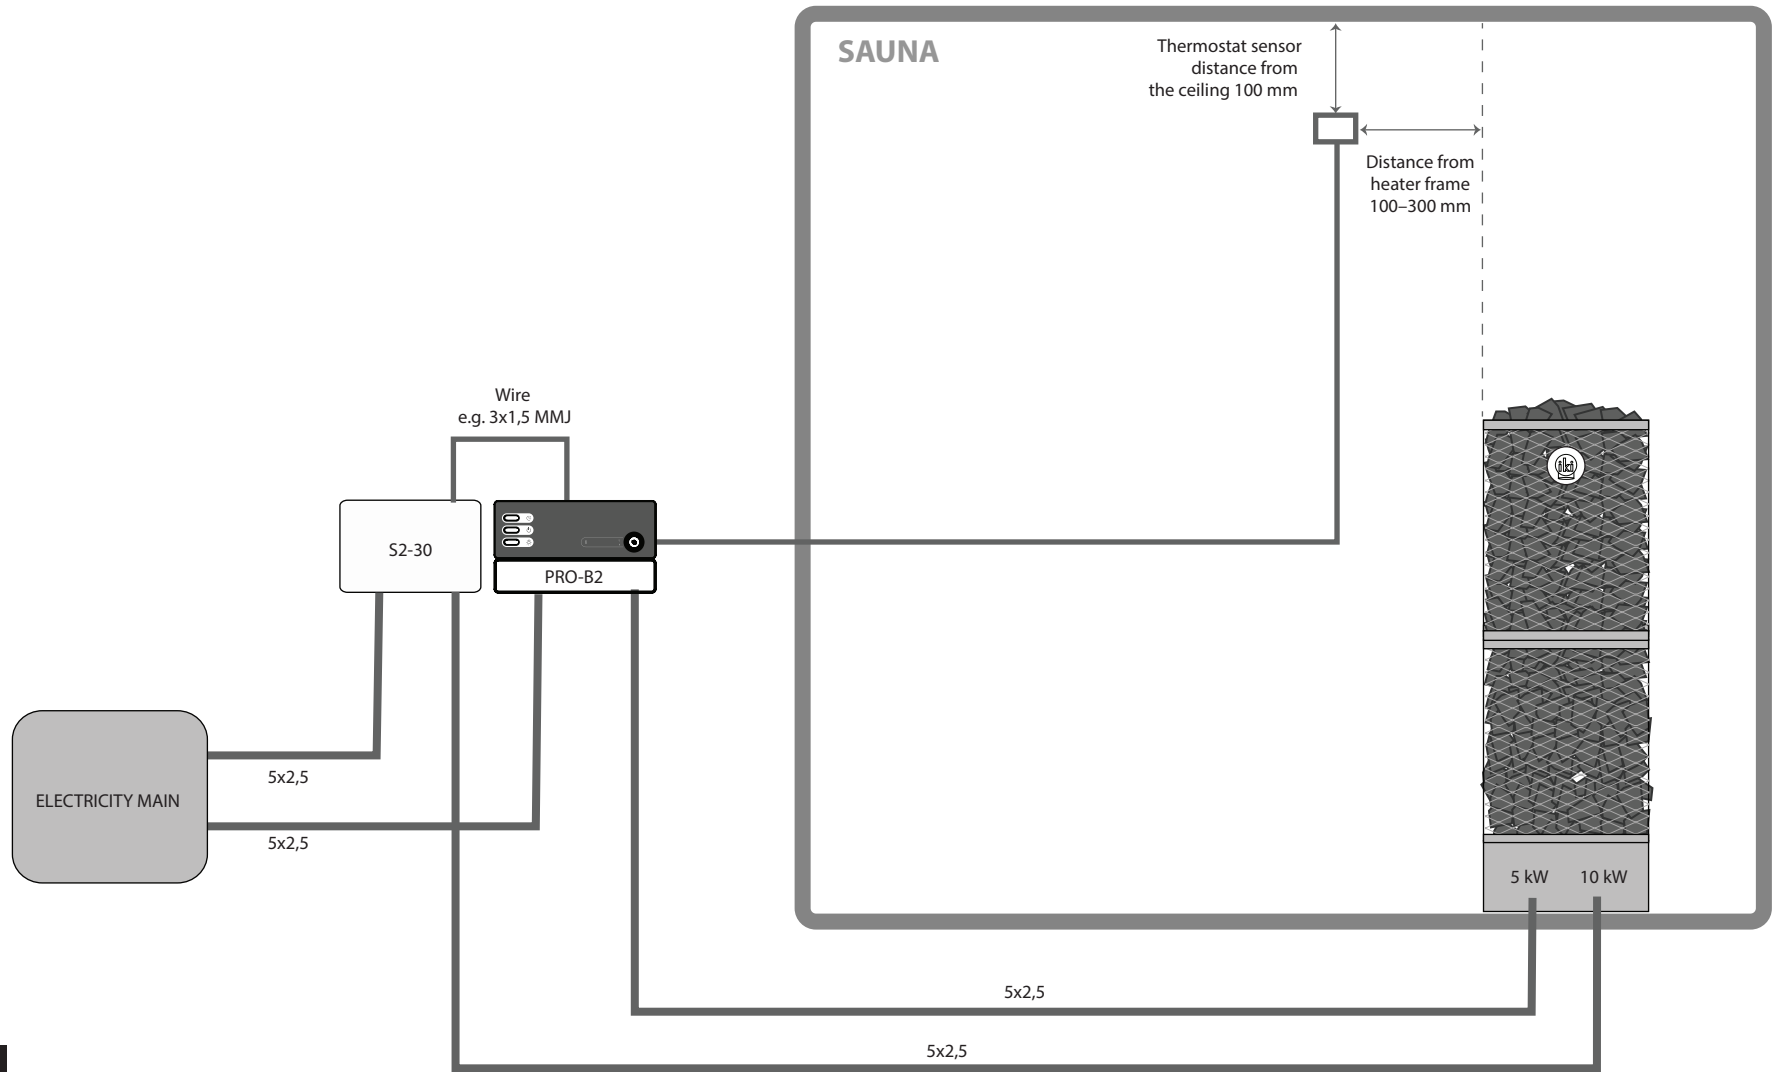 SAUNA
Thermostat sensor
distance from
the ceiling 100 mm
Distance from
heater frame
100–300 mm
Wire
e.g. 3x1,5 MMJ
iki
S2-30
PRO-B2
5x2,5
ELECTRICITY MAIN
5x2,5
5 kW
10 kW
5x2,5
5x2,5